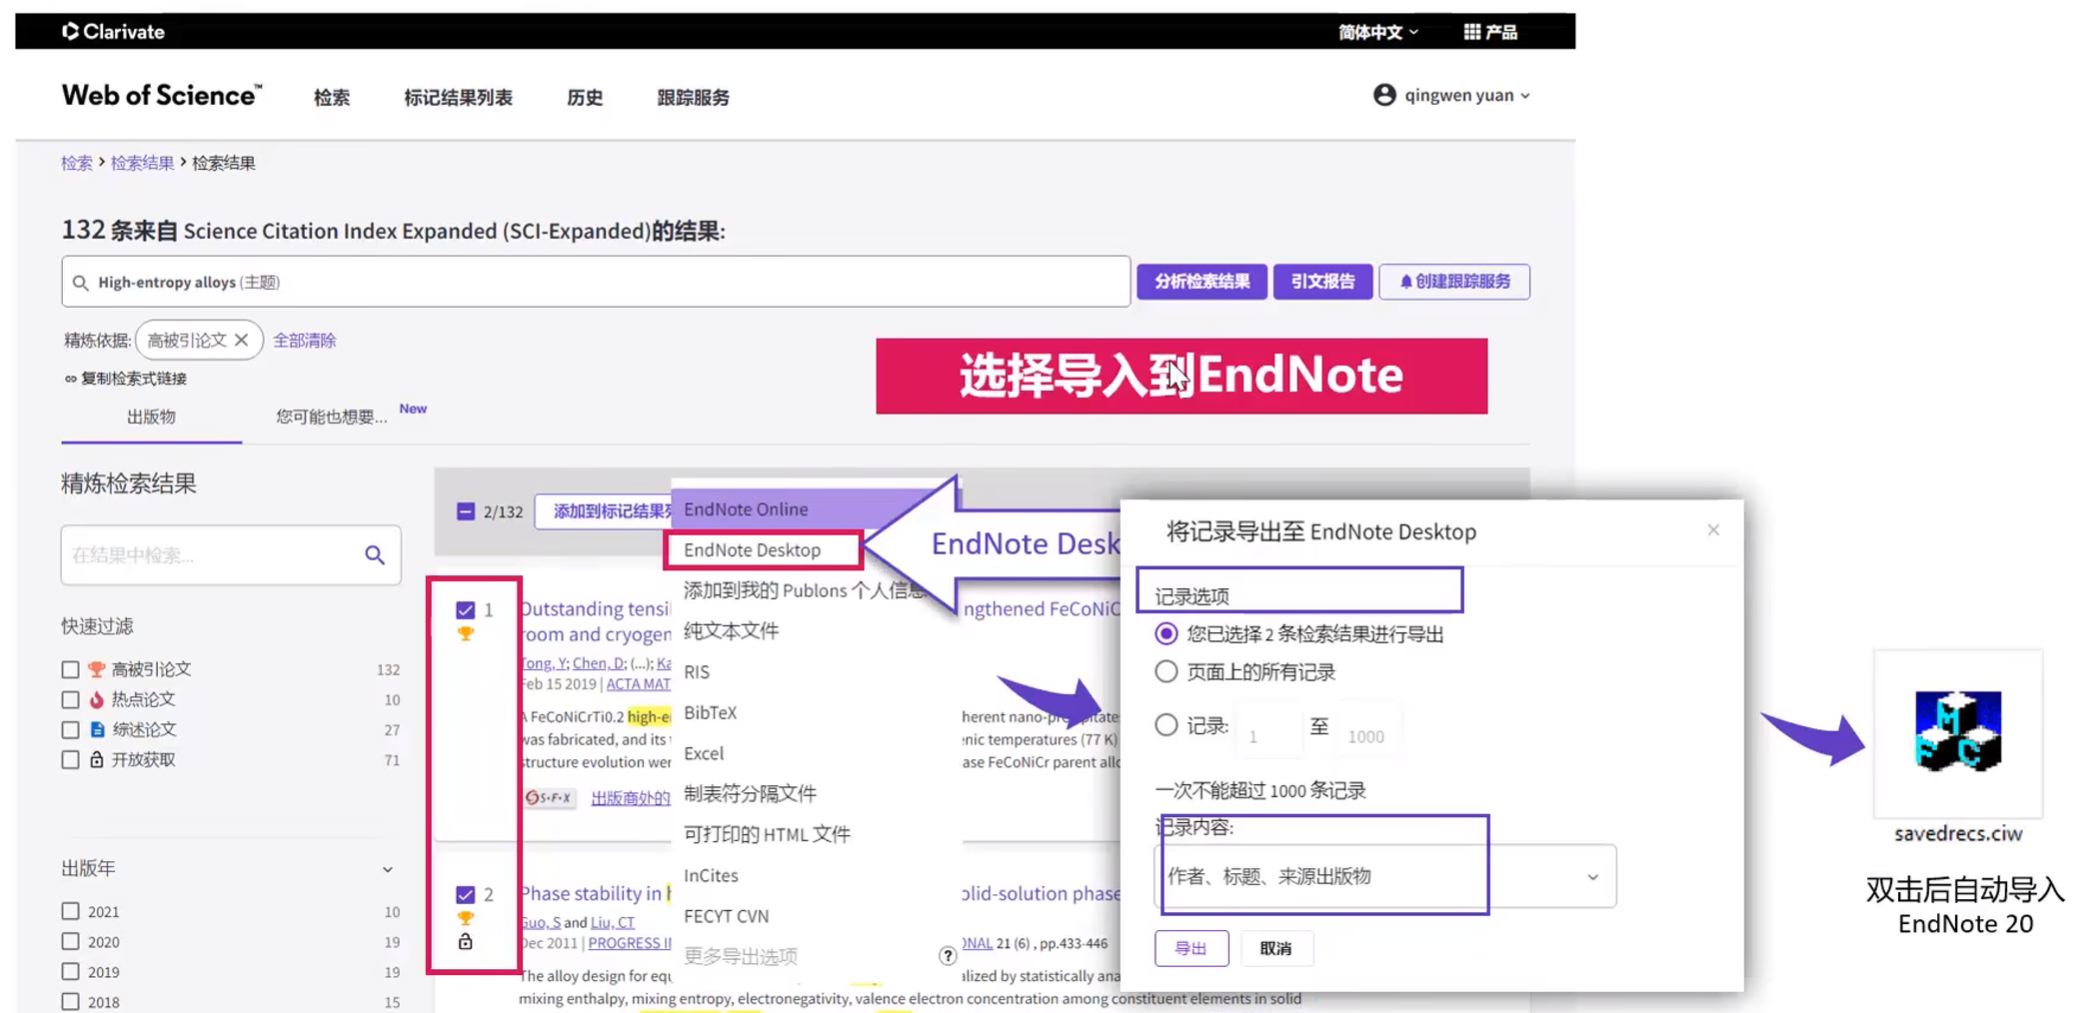 Clarivate
简体中文
产品
Web of Science™
检索
标记结果列表
历史
跟踪服务
qingwen yuan
检索 > 检索结果 > 检索结果
132 条来自 Science Citation Index Expanded (SCI-Expanded)的结果:
High-entropy alloys (主题)
分析检索结果
引文报告
创建跟踪服务
精炼依据:
高被引论文
全部清除
复制检索式链接
选择导入到EndNote
出版物
您可能也想要...
New
精炼检索结果
在结果中检索...
快速过滤
高被引论文 132
热点论文 10
综述论文 27
开放获取 71
出版年
2021 10
2020 19
2019 19
2018 15
2/132
添加到标记结果
EndNote Online
EndNote Desktop
添加到我的 Publons 个人信息
纯文本文件
RIS
BibTeX
Excel
制表符分隔文件
可打印的 HTML 文件
InCites
FECYT CVN
更多导出选项
?
EndNote Desk
1
Outstanding tensi
ngthened FeCoNiC
room and cryogen
Tong, Y; Chen, D; (...); Ka
Feb 15 2019 | ACTA MAT
A FeCoNiCrTi0.2 high-e
herent nano-precipitate
was fabricated, and its
enic temperatures (77 K)
structure evolution wer
ase FeCoNiCr parent all
S·F·X
出版商处的
2
Phase stability in h
olid-solution phase
Guo, S and Liu, CT
Dec 2011 | PROGRESS I
ONAL 21 (6) , pp.433-446
The alloy design for equ
alized by statistically ana
mixing enthalpy, mixing entropy, electronegativity, valence electron concentration among constituent elements in solid
将记录导出至 EndNote Desktop
记录选项
您已选择 2 条检索结果进行导出
页面上的所有记录
记录: 1 至 1000
一次不能超过 1000 条记录
记录内容:
作者、标题、来源出版物
导出
取消
M
F C
savedrecs.ciw
双击后自动导入
EndNote 20